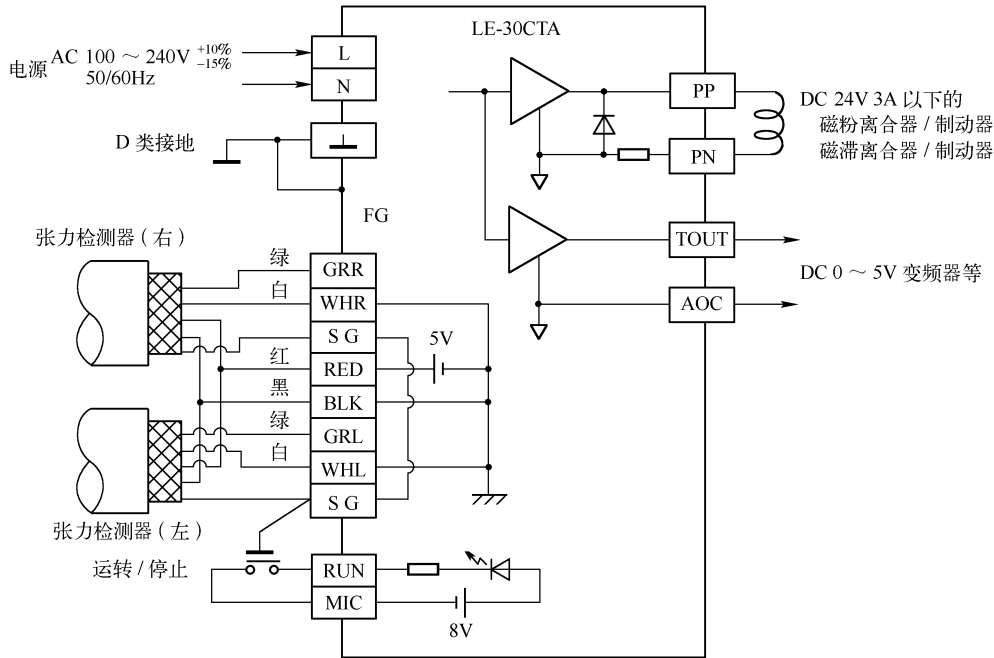 LE-30CTA
电源 AC 100 ～ 240V +10% −15%
50/60Hz
L
N
D 类接地
FG
PP
PN
DC 24V 3A 以下的
磁粉离合器 / 制动器
磁滞离合器 / 制动器
TOUT
AOC
DC 0 ～ 5V 变频器等
张力检测器（右）
绿
白
红
黑
绿
白
GRR
WHR
S G
RED
BLK
GRL
WHL
S G
5V
张力检测器（左）
运转 / 停止
RUN
MIC
8V